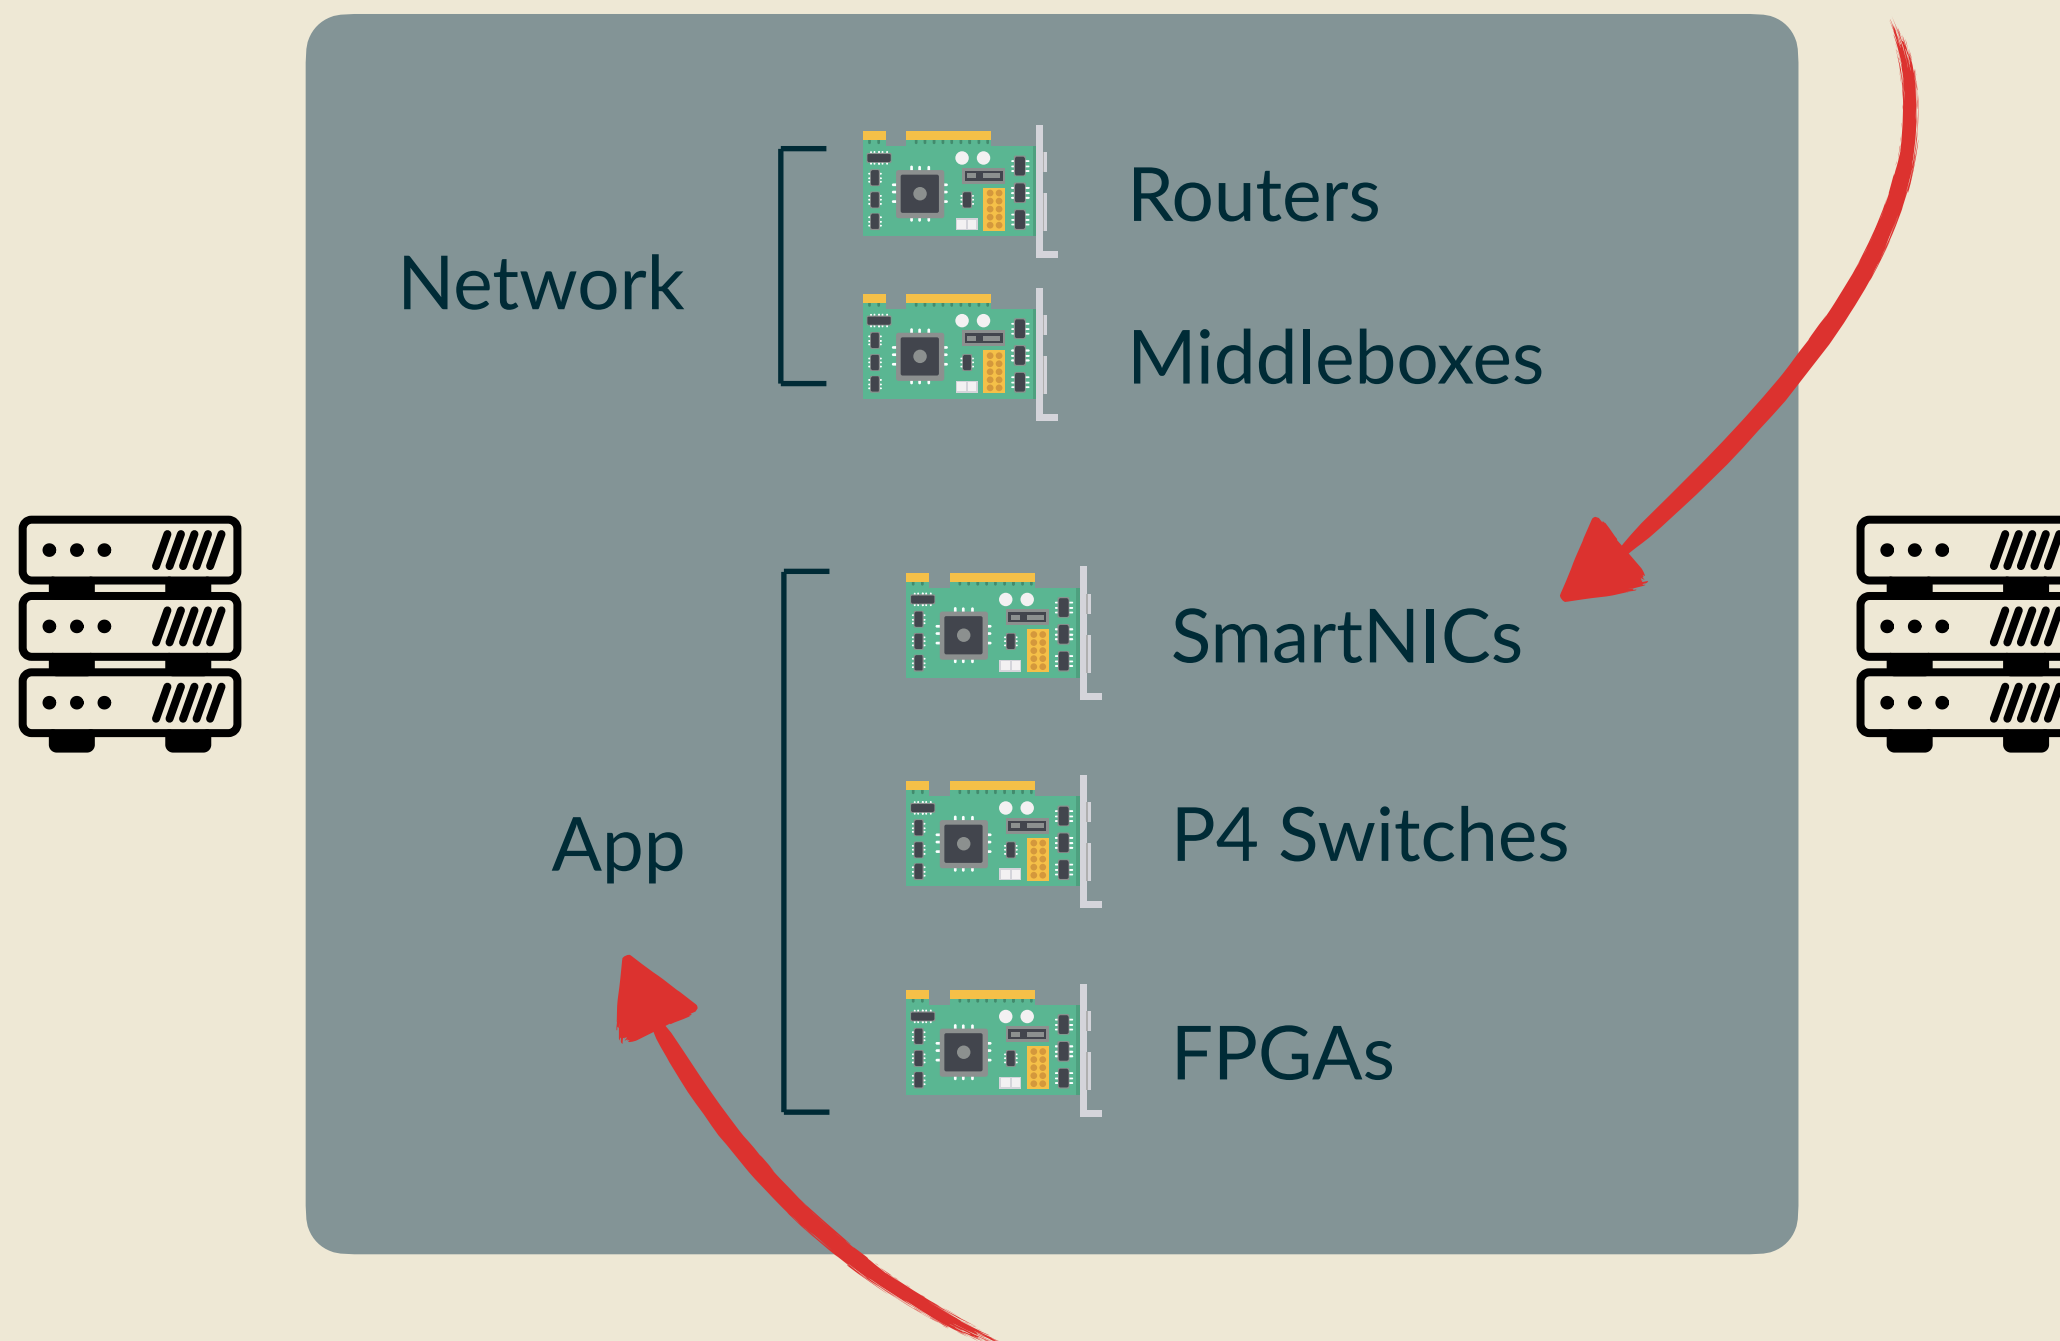 Network
Routers
Middleboxes
App
SmartNICs
P4 Switches
FPGAs